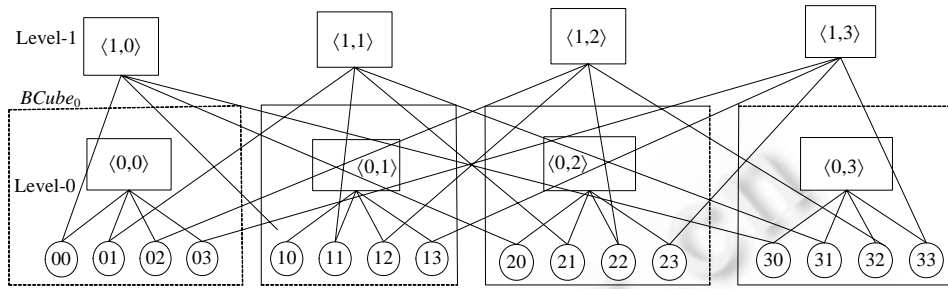 Level-1
⟨1,0⟩ ⟨1,1⟩ ⟨1,2⟩ ⟨1,3⟩
BCube0
Level-0
⟨0,0⟩ ⟨0,1⟩ ⟨0,2⟩ ⟨0,3⟩
00 01 02 03 10 11 12 13 20 21 22 23 30 31 32 33